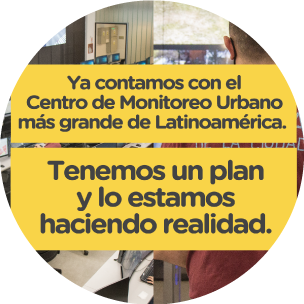 Ya contamos con el
Centro de Monitoreo Urbano
más grande de Latinoamérica.
Tenemos un plan
y lo estamos
haciendo realidad.